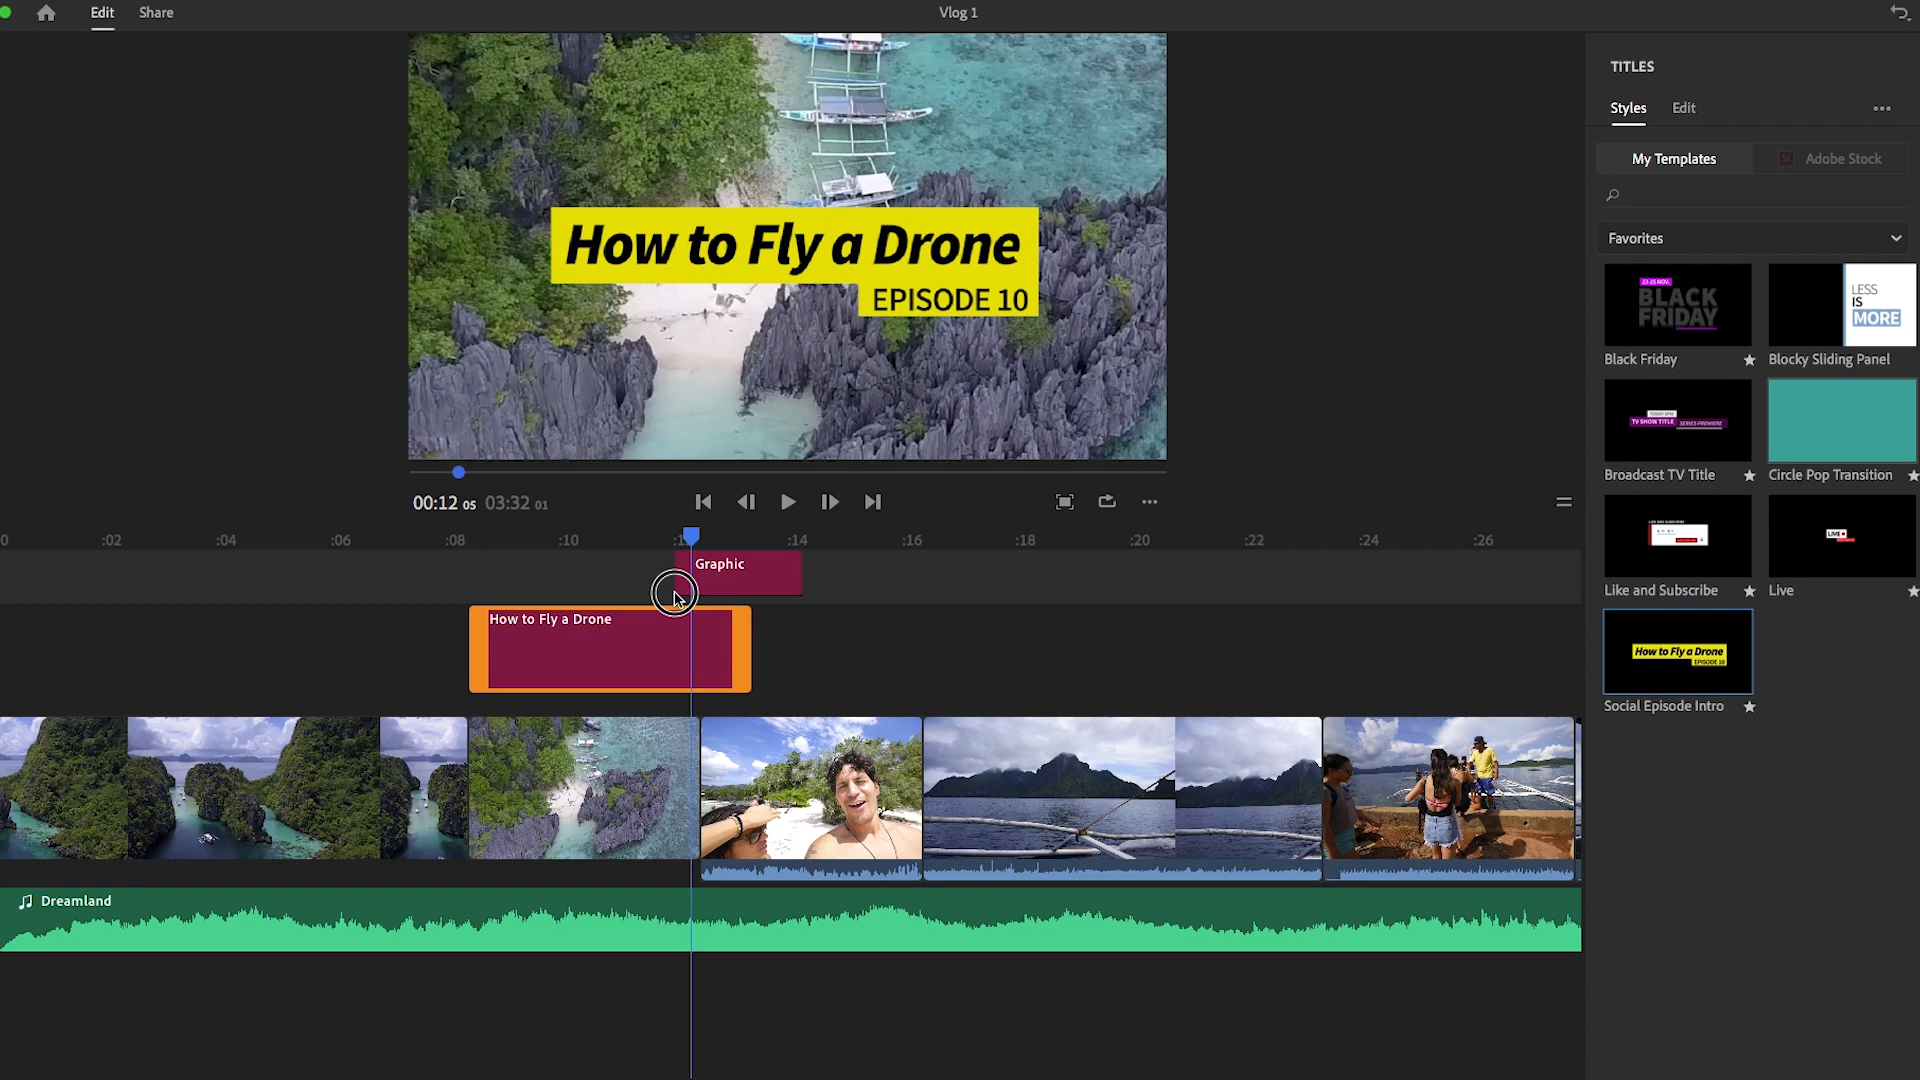 Edit Share
Vlog 1
How to Fly a Drone
EPISODE 10
00:12 05 03:32 01
0 :02 :04 :06 :08 :10 :14 :16 :18 :20 :22 :24 :26
Graphic
How to Fly a Drone
Dreamland
TITLES
Styles Edit
My Templates
St Adobe Stock
Favorites
23-25 NOV.
BLACK
FRIDAY
Black Friday
LESS
IS
MORE
Blocky Sliding Panel
TV SHOW TITLE
SERIES PREMIERE
Broadcast TV Title
Circle Pop Transition
LIKE AND SUBSCRIBE
Like and Subscribe
LIVE
Live
How to Fly a Drone
EPISODE 10
Social Episode Intro